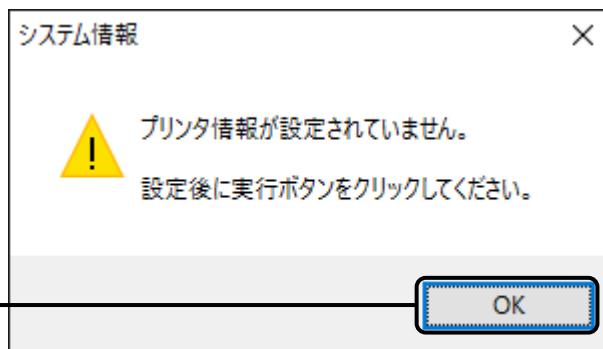 システム情報
プリンタ情報が設定されていません。
設定後に実行ボタンをクリックしてください。
OK